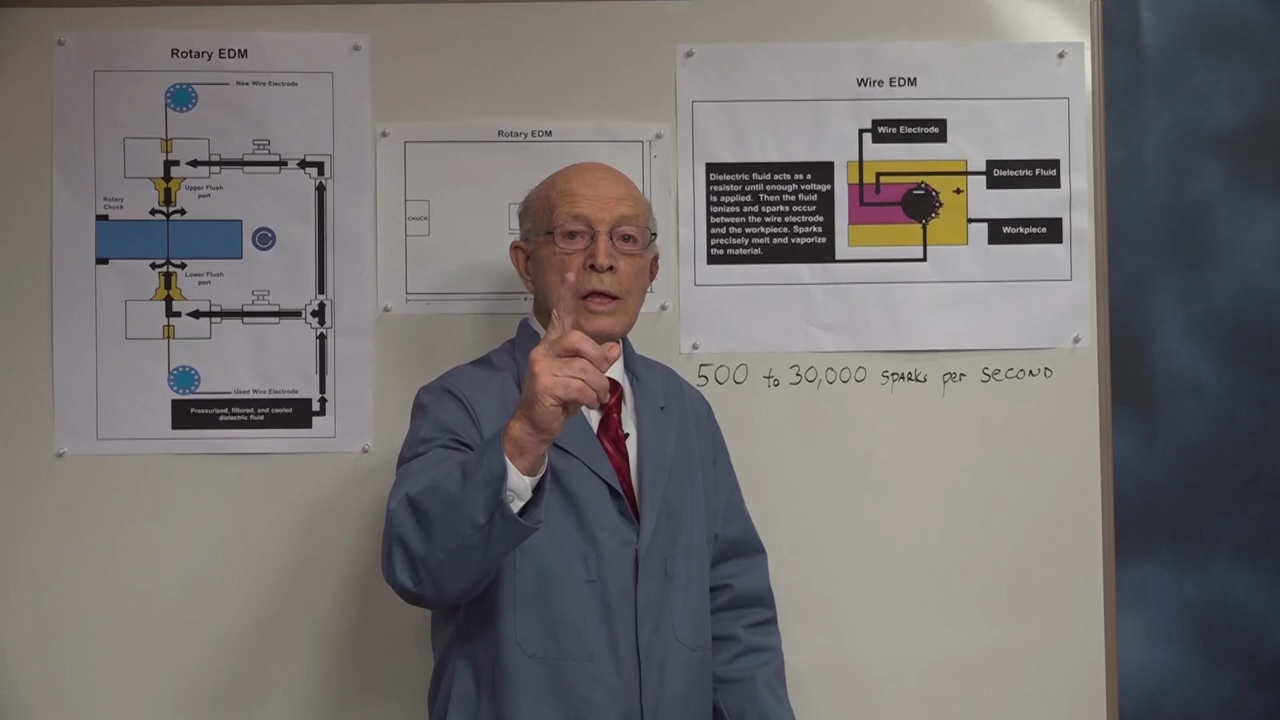 Rotary EDM
New Wire Electrode
Upper Flush
port
Rotary
Chuck
Lower Flush
port
Used Wire Electrode
Pressurized, filtered, and cooled
dielectric fluid
Rotary EDM
CHUCK
Wire EDM
Wire Electrode
Dielectric fluid acts as a
resistor until enough voltage
is applied. Then the fluid
ionizes and sparks occur
between the wire electrode
and the workpiece. Sparks
precisely melt and vaporize
the material.
Dielectric Fluid
+
Workpiece
500 to 30,000 SPARKS per SECOND